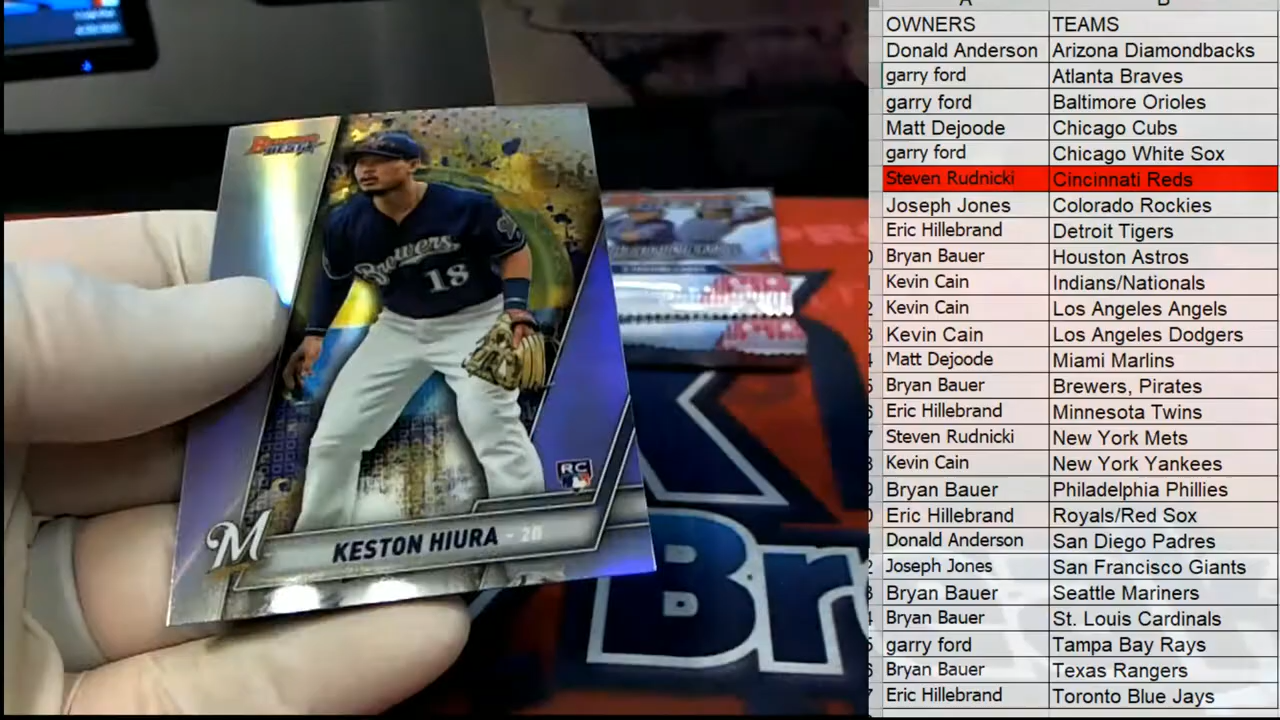 A B
OWNERS TEAMS
Donald Anderson Arizona Diamondbacks
garry ford Atlanta Braves
garry ford Baltimore Orioles
Matt Dejoode Chicago Cubs
garry ford Chicago White Sox
Steven Rudnicki Cincinnati Reds
Joseph Jones Colorado Rockies
Eric Hillebrand Detroit Tigers
Bryan Bauer Houston Astros
Kevin Cain Indians/Nationals
Kevin Cain Los Angeles Angels
Kevin Cain Los Angeles Dodgers
Matt Dejoode Miami Marlins
Bryan Bauer Brewers, Pirates
Eric Hillebrand Minnesota Twins
Steven Rudnicki New York Mets
Kevin Cain New York Yankees
Bryan Bauer Philadelphia Phillies
Eric Hillebrand Royals/Red Sox
Donald Anderson San Diego Padres
Joseph Jones San Francisco Giants
Bryan Bauer Seattle Mariners
Bryan Bauer St. Louis Cardinals
garry ford Tampa Bay Rays
Bryan Bauer Texas Rangers
Eric Hillebrand Toronto Blue Jays
Bowman's
BEST
Brewers
18
RC
M
KESTON HIURA - 2B
Br